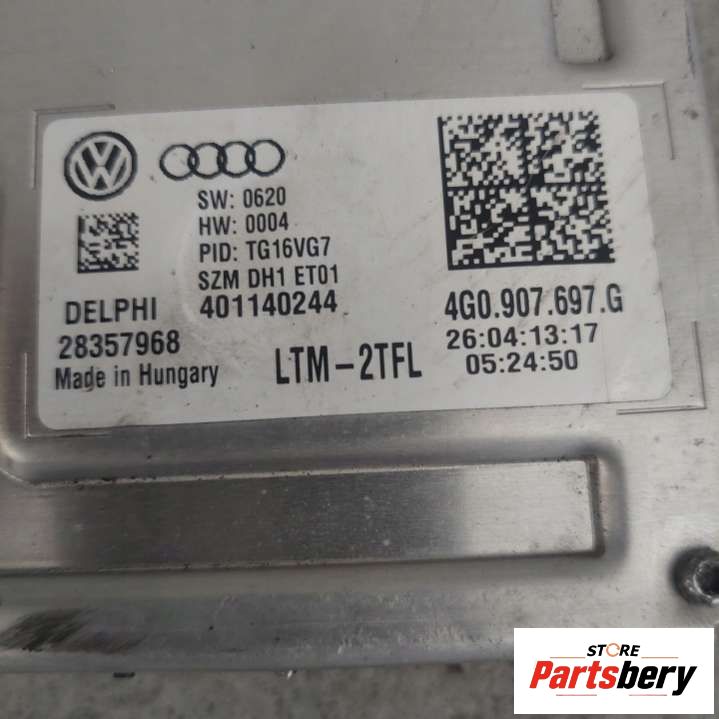 SW: 0620
HW: 0004
PID: TG16VG7
SZM DH1 ET01
DELPHI 401140244
28357968
Made in Hungary
LTM-2TFL
4G0.907.697.G
26:04:13:17
05:24:50
STORE
Partsbery